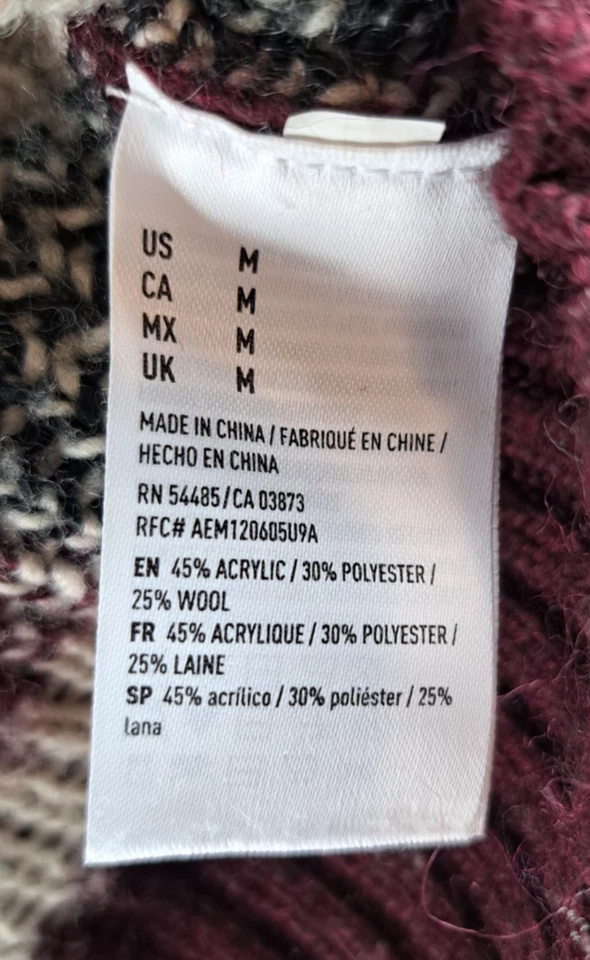 US M
CA M
MX M
UK M
MADE IN CHINA / FABRIQUÉ EN CHINE /
HECHO EN CHINA
RN 54485/CA 03873
RFC# AEM120605U9A
EN 45% ACRYLIC / 30% POLYESTER /
25% WOOL
FR 45% ACRYLIQUE / 30% POLYESTER /
25% LAINE
SP 45% acrílico / 30% poliéster / 25%
lana